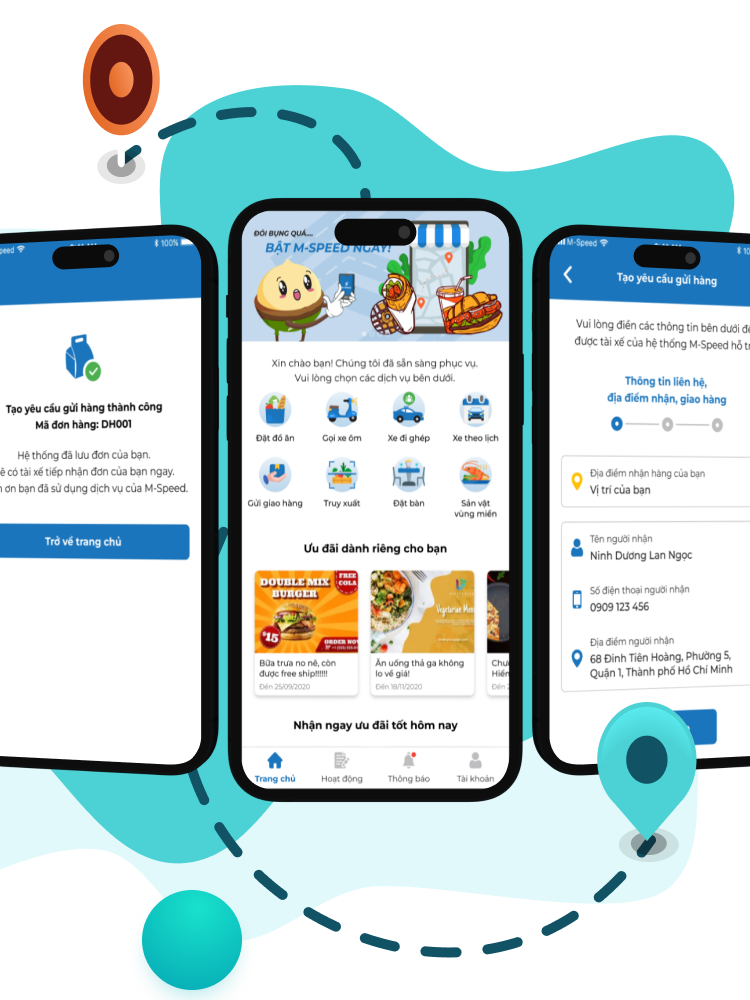 Speed
100%
Tạo yêu cầu gửi hàng thành công
Mã đơn hàng: DH001
Hệ thống đã lưu đơn của bạn.
có tài xế tiếp nhận đơn của bạn ngay.
ơn bạn đã sử dụng dịch vụ của M-Speed.
Trở về trang chủ
ĐÓI BỤNG QUÁ....
BẬT M-SPEED NGAY!
Xin chào bạn! Chúng tôi đã sẵn sàng phục vụ.
Vui lòng chọn các dịch vụ bên dưới.
Đặt đồ ăn
Gọi xe ôm
Xe đi ghép
Xe theo lịch
Gửi giao hàng
Truy xuất
Đặt bàn
Sản vật
vùng miền
Ưu đãi dành riêng cho bạn
DOUBLE MIX
BURGER
FREE
COLA
$15
ORDER NOW
Bữa trưa no nê, còn
được free ship!!!!!!
Đến 25/09/2020
Vegetarian Menu
Ăn uống thả ga không
lo về giá!
Đến 18/11/2020
Nhận ngay ưu đãi tốt hôm nay
Trang chủ
Hoạt động
Thông báo
Tài khoản
M-Speed
Tạo yêu cầu gửi hàng
Vui lòng điền các thông tin bên dưới
được tài xế của hệ thống M-Speed hỗ
Thông tin liên hệ,
địa điểm nhận, giao hàng
Địa điểm nhận hàng của bạn
Vị trí của bạn
Tên người nhận
Ninh Dương Lan Ngọc
Số điện thoại người nhận
0909 123 456
Địa điểm người nhận
68 Đinh Tiên Hoàng, Phường 5,
Quận 1, Thành phố Hồ Chí Minh